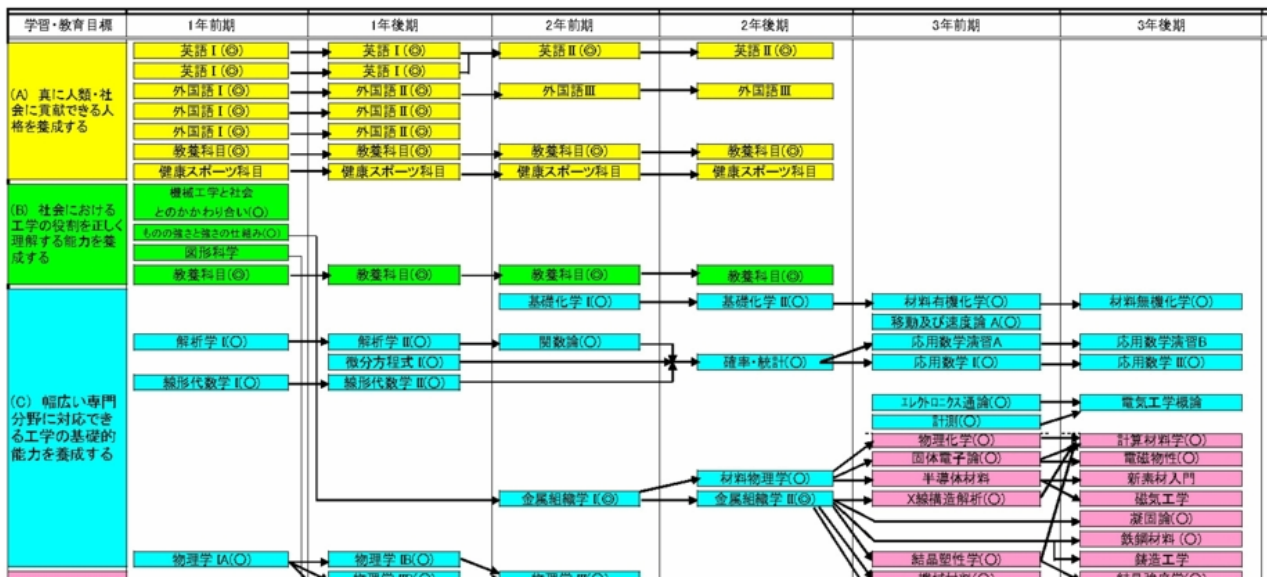 学習・教育目標 1年前期 1年後期 2年前期 2年後期 3年前期 3年後期
英語Ⅰ(◎) 英語Ⅰ(◎) 英語Ⅱ(◎) 英語Ⅱ(◎)
英語Ⅰ(◎) 英語Ⅰ(◎)
(A) 真に人類・社会に貢献できる人格を養成する
外国語Ⅰ(◎) 外国語Ⅱ(◎) 外国語Ⅲ 外国語Ⅲ
外国語Ⅰ(◎) 外国語Ⅱ(◎)
外国語Ⅰ(◎) 外国語Ⅱ(◎)
教養科目(◎) 教養科目(◎) 教養科目(◎) 教養科目(◎)
健康スポーツ科目 健康スポーツ科目 健康スポーツ科目 健康スポーツ科目
(B) 社会における工学の役割を正しく理解する能力を養成する
機械工学と社会
とのかかわり合い(○)
ものの強さと強さの仕組み(○)
図形科学
教養科目(◎) 教養科目(◎) 教養科目(◎) 教養科目(◎)
基礎化学Ⅰ(○) 基礎化学Ⅱ(○) 材料有機化学(○) 材料無機化学(○)
移動及び速度論 A(○)
解析学Ⅰ(○) 解析学Ⅱ(○) 関数論(○) 応用数学演習A 応用数学演習B
微分方程式Ⅰ(○) 確率・統計(○) 応用数学Ⅰ(○) 応用数学Ⅱ(○)
線形代数学Ⅰ(○) 線形代数学Ⅱ(○)
(C) 幅広い専門分野に対応できる工学の基礎的能力を養成する
エレクトロニクス通論(○) 電気工学概論
計測(○)
物理化学(○) 計算材料学(○)
固体電子論(○) 電磁物性(○)
材料物理学(○) 半導体材料 新素材入門
金属組織学Ⅰ(◎) 金属組織学Ⅱ(◎) X線構造解析(○) 磁気工学
凝固論(○)
鉄鋼材料(○)
物理学ⅠA(○) 物理学ⅠB(○) 結晶塑性学(○) 鋳造工学